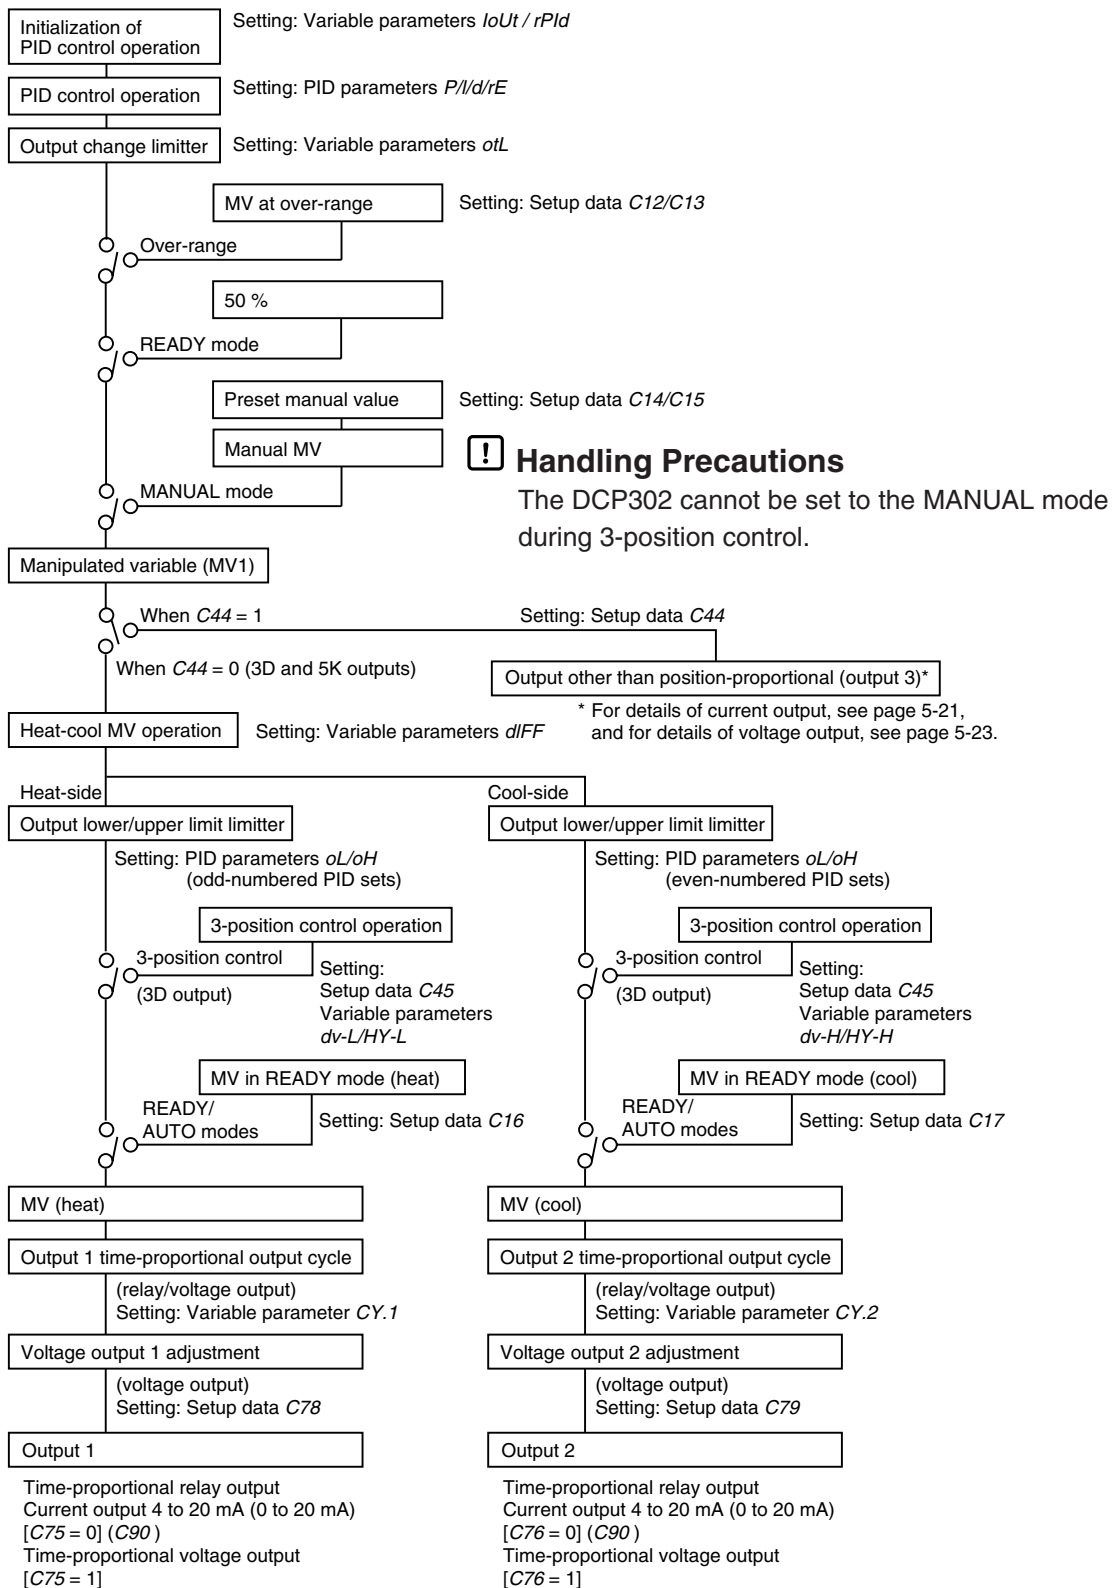 Initialization of
PID control operation
Setting: Variable parameters IoUt / rPId
PID control operation
Setting: PID parameters P/I/d/rE
Output change limitter
Setting: Variable parameters otL
MV at over-range
Setting: Setup data C12/C13
Over-range
50 %
READY mode
Preset manual value
Setting: Setup data C14/C15
Manual MV
! Handling Precautions
MANUAL mode
The DCP302 cannot be set to the MANUAL mode
during 3-position control.
Manipulated variable (MV1)
When C44 = 1
Setting: Setup data C44
When C44 = 0 (3D and 5K outputs)
Output other than position-proportional (output 3)*
* For details of current output, see page 5-21,
and for details of voltage output, see page 5-23.
Heat-cool MV operation
Setting: Variable parameters dIFF
Heat-side
Cool-side
Output lower/upper limit limitter
Output lower/upper limit limitter
Setting: PID parameters oL/oH
(odd-numbered PID sets)
Setting: PID parameters oL/oH
(even-numbered PID sets)
3-position control operation
3-position control
(3D output)
Setting:
Setup data C45
Variable parameters
dv-L/HY-L
3-position control operation
3-position control
(3D output)
Setting:
Setup data C45
Variable parameters
dv-H/HY-H
MV in READY mode (heat)
READY/
AUTO modes
Setting: Setup data C16
MV in READY mode (cool)
READY/
AUTO modes
Setting: Setup data C17
MV (heat)
MV (cool)
Output 1 time-proportional output cycle
Output 2 time-proportional output cycle
(relay/voltage output)
Setting: Variable parameter CY.1
(relay/voltage output)
Setting: Variable parameter CY.2
Voltage output 1 adjustment
Voltage output 2 adjustment
(voltage output)
Setting: Setup data C78
(voltage output)
Setting: Setup data C79
Output 1
Output 2
Time-proportional relay output
Current output 4 to 20 mA (0 to 20 mA)
[C75 = 0] (C90 )
Time-proportional voltage output
[C75 = 1]
Time-proportional relay output
Current output 4 to 20 mA (0 to 20 mA)
[C76 = 0] (C90 )
Time-proportional voltage output
[C76 = 1]